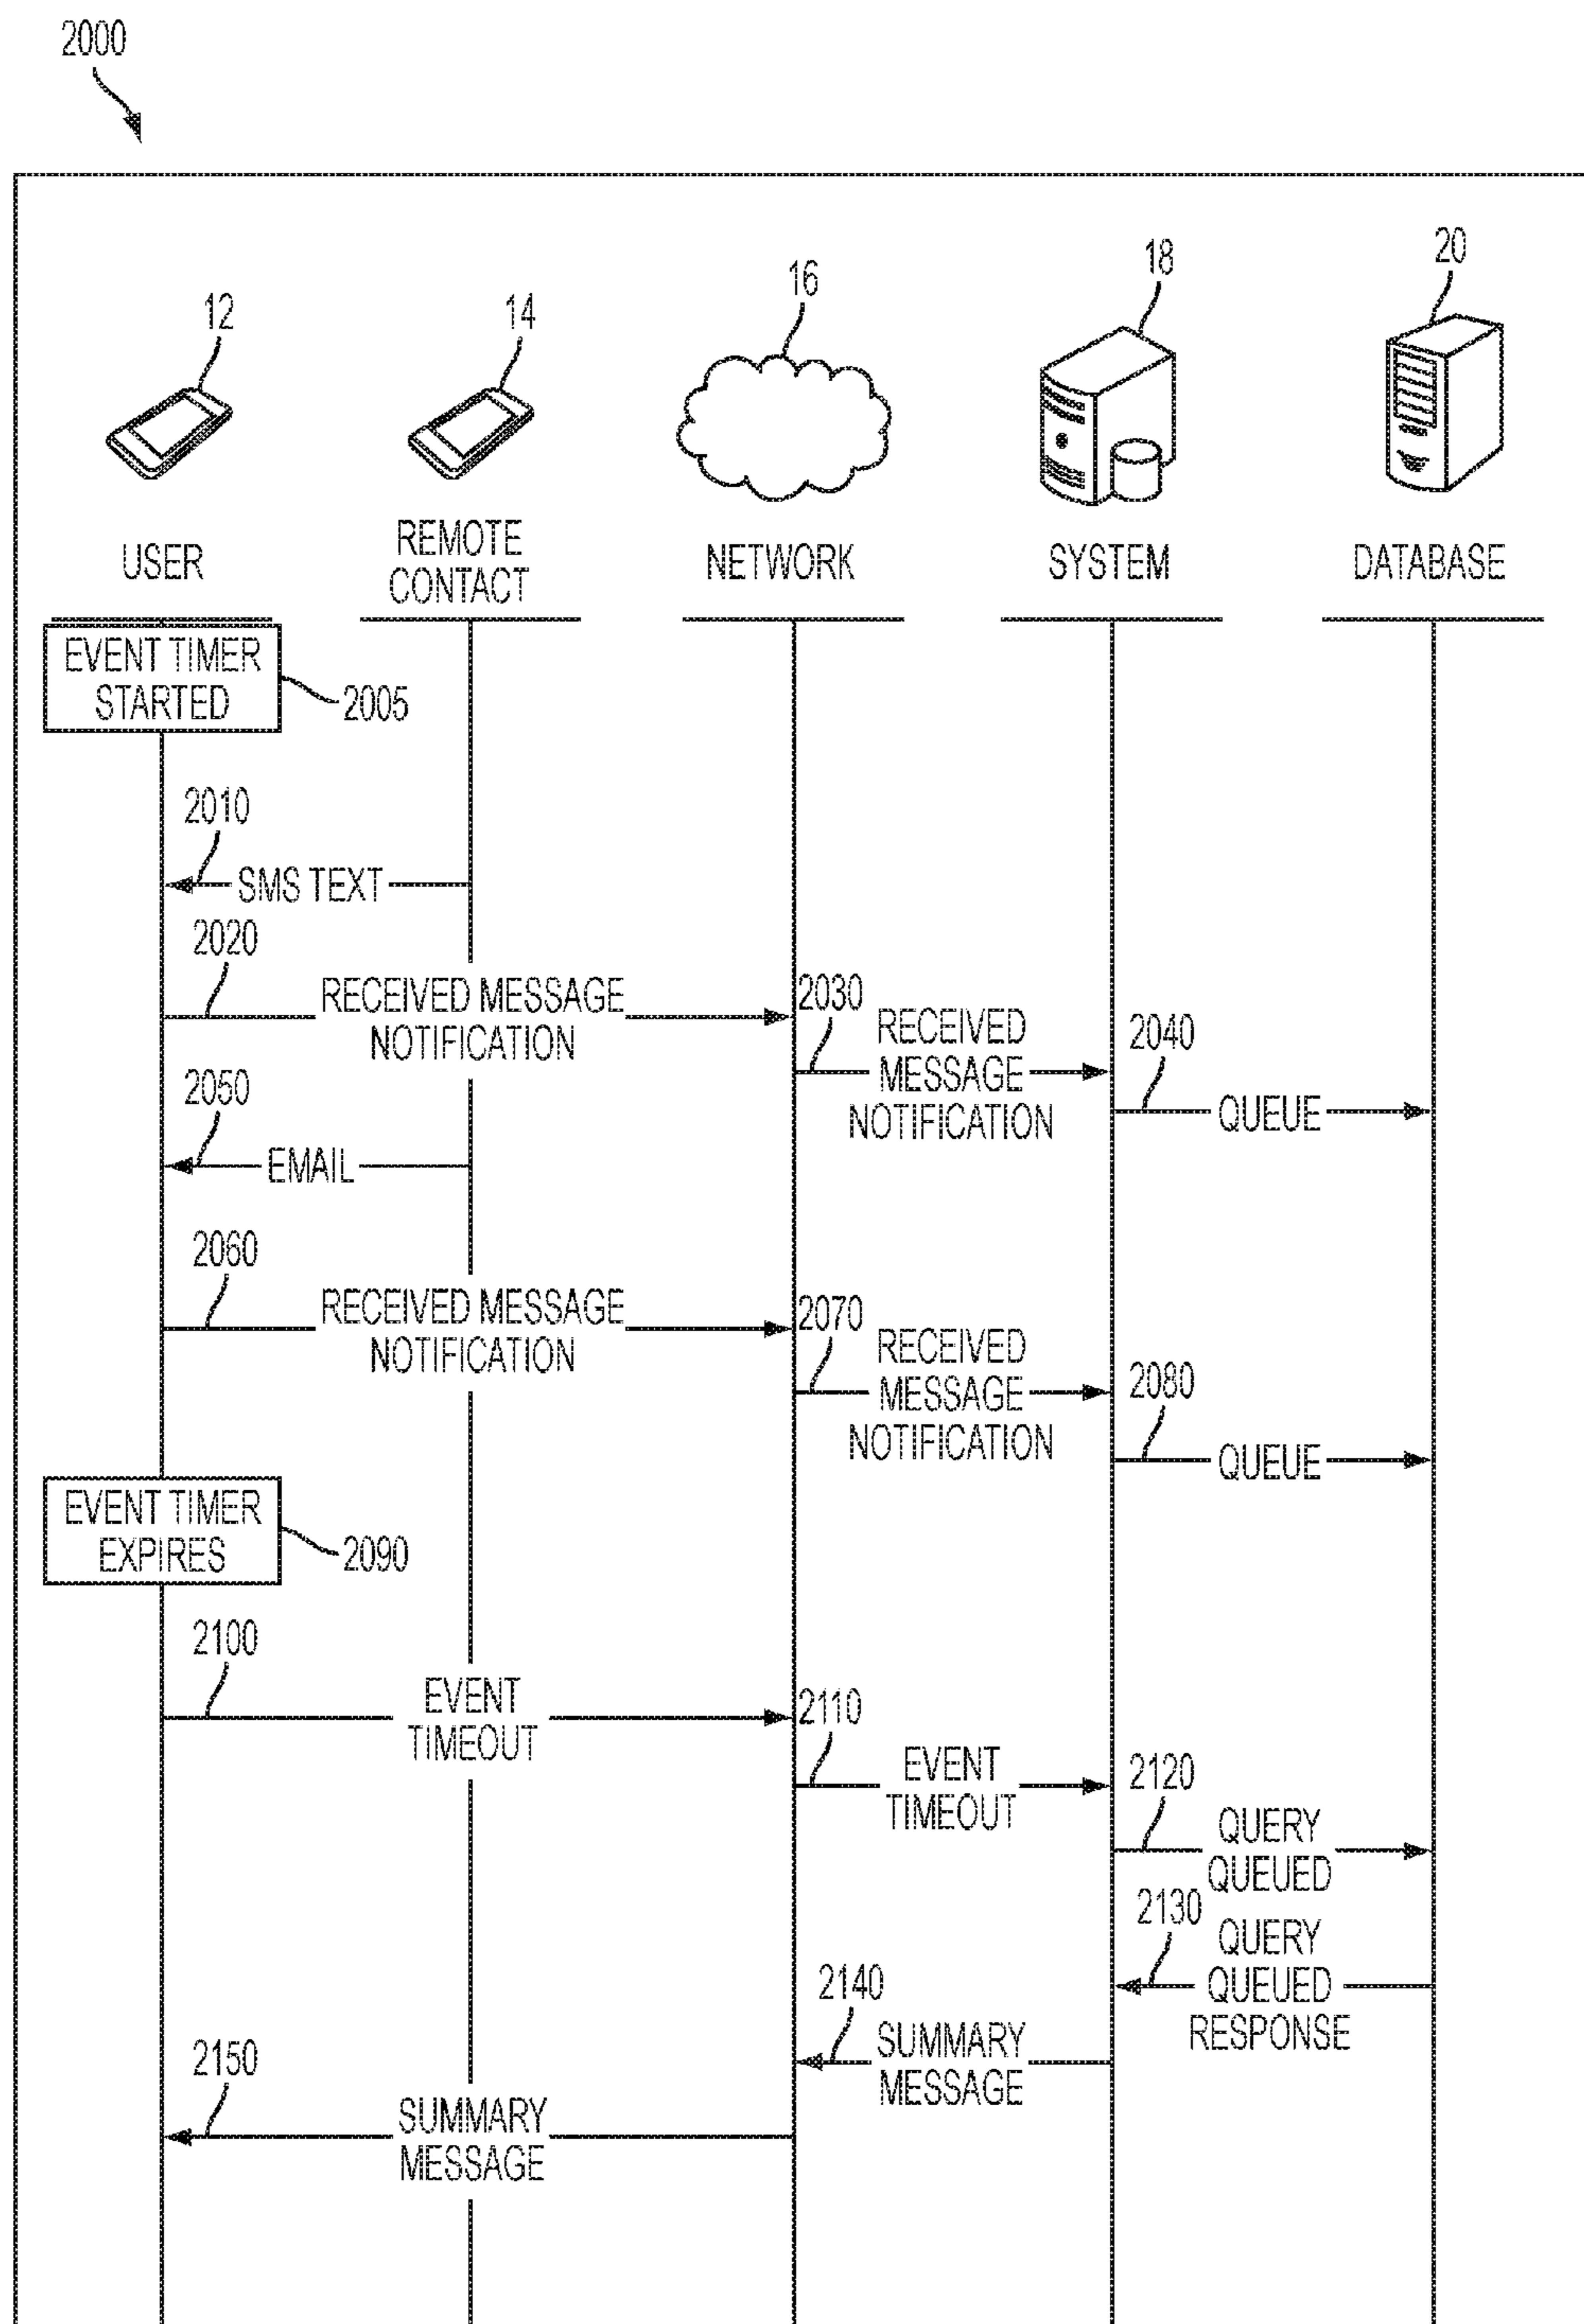 2000
12
14
16
18
20
USER
REMOTE
CONTACT
NETWORK
SYSTEM
DATABASE
EVENT TIMER
STARTED
2005
2010
SMS TEXT
2020
RECEIVED MESSAGE
NOTIFICATION
2030
RECEIVED
MESSAGE
NOTIFICATION
2040
QUEUE
2050
EMAIL
2060
RECEIVED MESSAGE
NOTIFICATION
2070
RECEIVED
MESSAGE
NOTIFICATION
2080
QUEUE
EVENT TIMER
EXPIRES
2090
2100
EVENT
TIMEOUT
2110
EVENT
TIMEOUT
2120
QUERY
QUEUED
2130
QUERY
QUEUED
RESPONSE
2140
SUMMARY
MESSAGE
2150
SUMMARY
MESSAGE